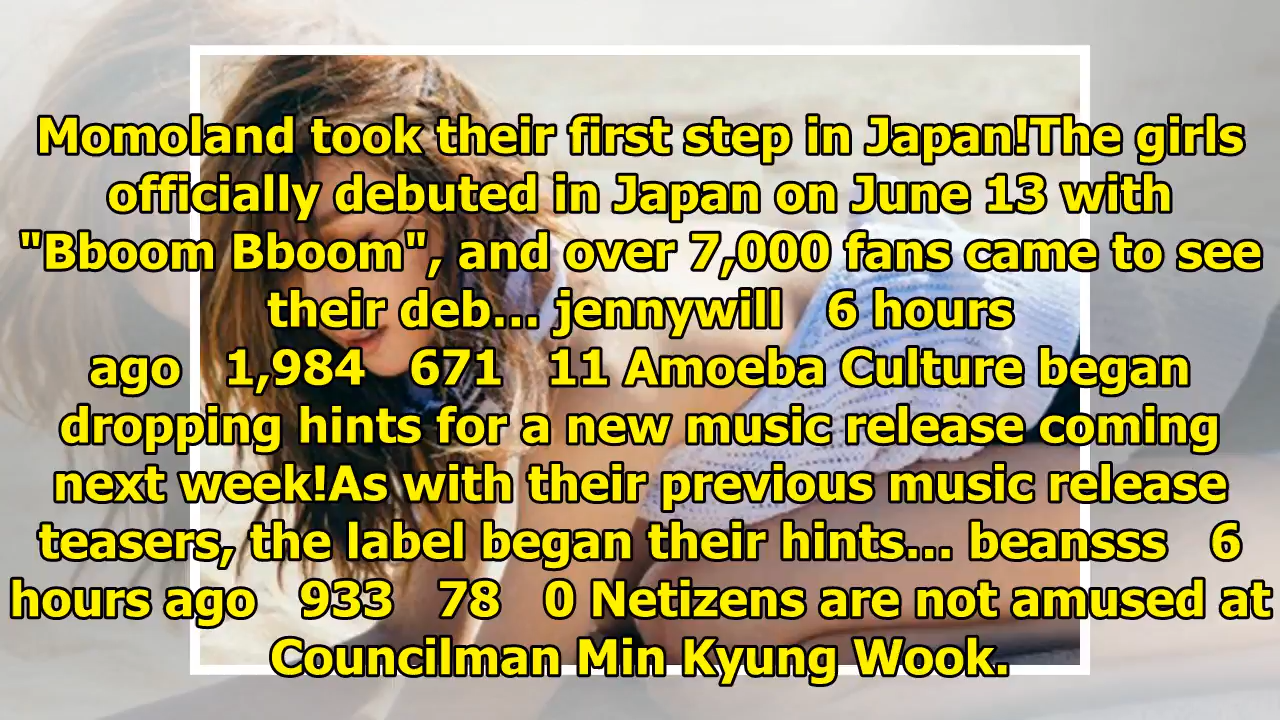 Momoland took their first step in Japan!The girls
officially debuted in Japan on June 13 with
"Bboom Bboom", and over 7,000 fans came to see
their deb... jennywill   6 hours
ago   1,984   671   11 Amoeba Culture began
dropping hints for a new music release coming
next week!As with their previous music release
teasers, the label began their hints... beansss   6
hours ago   933   78   0 Netizens are not amused at
Councilman Min Kyung Wook.